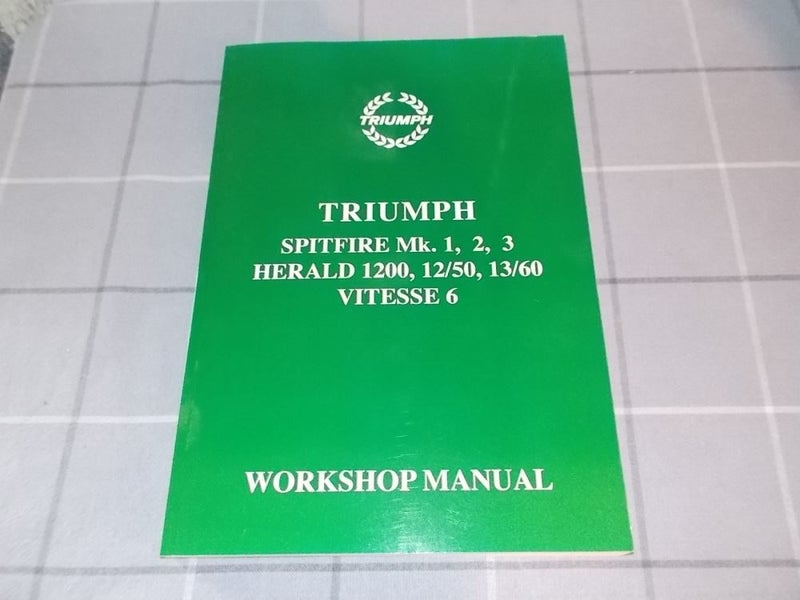 TRIUMPH
TRIUMPH
SPITFIRE Mk. 1, 2, 3
HERALD 1200, 12/50, 13/60
VITESSE 6
WORKSHOP MANUAL